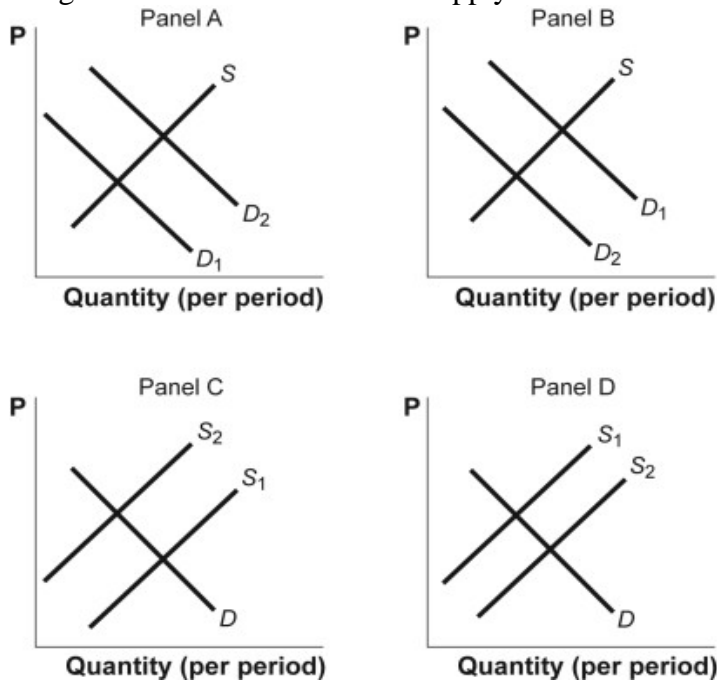 Panel A
Panel B
P
S
D2
D1
Quantity (per period)
P
S
D1
D2
Quantity (per period)
Panel C
Panel D
P
S2
S1
D
Quantity (per period)
P
S1
S2
D
Quantity (per period)